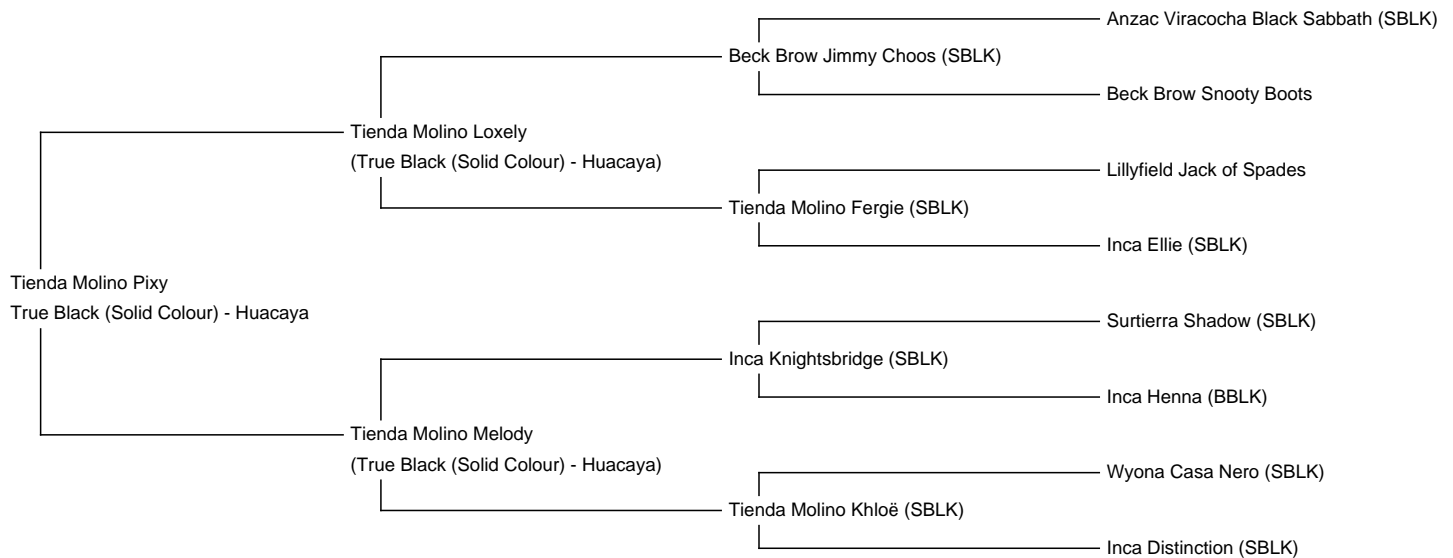 Anzac Viracocha Black Sabbath (SBLK)
Beck Brow Jimmy Choos (SBLK)
Beck Brow Snooty Boots
Tienda Molino Loxely
(True Black (Solid Colour) - Huacaya)
Lillyfield Jack of Spades
Tienda Molino Fergie (SBLK)
Inca Ellie (SBLK)
Tienda Molino Pixy
True Black (Solid Colour) - Huacaya
Surtierra Shadow (SBLK)
Inca Knightsbridge (SBLK)
Inca Henna (BBLK)
Tienda Molino Melody
(True Black (Solid Colour) - Huacaya)
Wyona Casa Nero (SBLK)
Tienda Molino Khloë (SBLK)
Inca Distinction (SBLK)